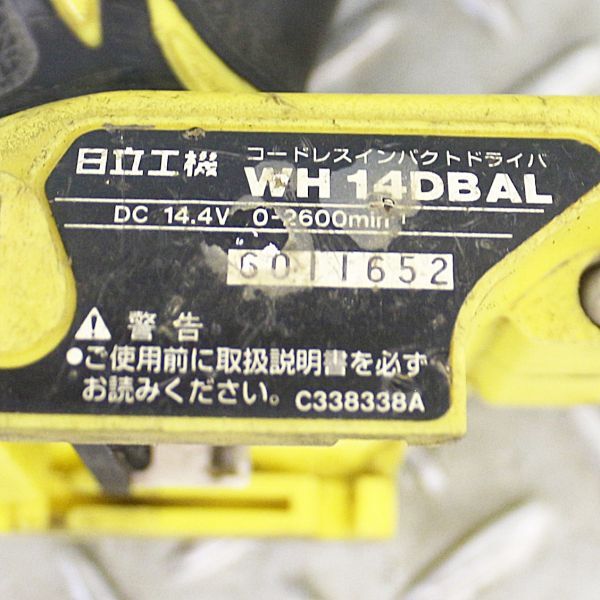 日立工機
コードレスインパクトドライバ
WH 14DBAL
DC 14.4V 0-2600min⁻¹
6011652
警告
●ご使用前に取扱説明書を必ず
お読みください。 C338338A